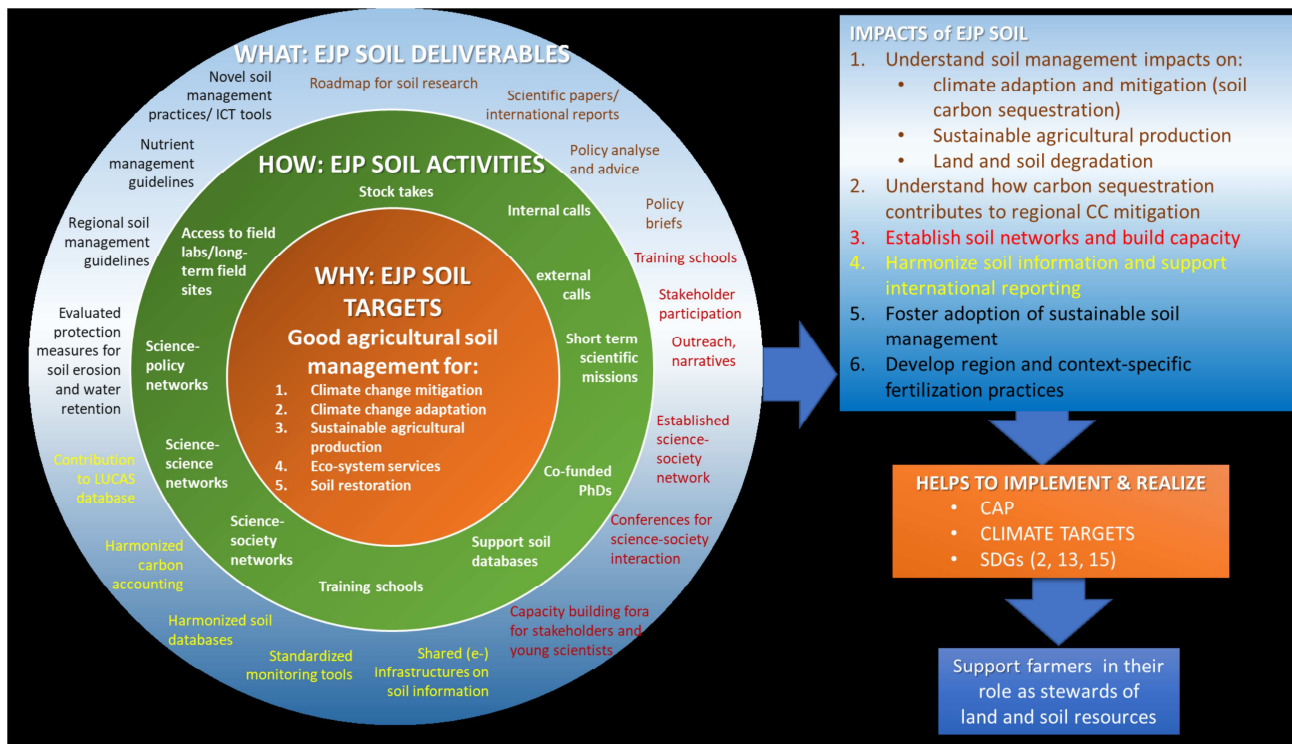 WHAT: EJP SOIL DELIVERABLES
Roadmap for soil research
Scientific papers/
international reports
Policy analyse
and advice
Policy
briefs
Training schools
Stakeholder
participation
Outreach,
narratives
Established
science-
society
network
Conferences for
science-society
interaction
Capacity building fora
for stakeholders and
young scientists
Shared (e-)
infrastructures on
soil information
Standardized
monitoring tools
Harmonized soil
databases
Harmonized
carbon
accounting
Contribution
to LUCAS
database
Evaluated
protection
measures for
soil erosion
and water
retention
Regional soil
management
guidelines
Nutrient
management
guidelines
Novel soil
management
practices/ ICT tools
HOW: EJP SOIL ACTIVITIES
Stock takes
Internal calls
external
calls
Short term
scientific
missions
Co-funded
PhDs
Support soil
databases
Training schools
Science-
society
networks
Science-
science
networks
Science-
policy
networks
Access to field
labs/long-
term field
sites
WHY: EJP SOIL
TARGETS
Good agricultural soil
management for:
1. Climate change mitigation
2. Climate change adaptation
3. Sustainable agricultural
production
4. Eco-system services
5. Soil restoration
IMPACTS of EJP SOIL
1. Understand soil management impacts on:
• climate adaption and mitigation (soil
carbon sequestration)
• Sustainable agricultural production
• Land and soil degradation
2. Understand how carbon sequestration
contributes to regional CC mitigation
3. Establish soil networks and build capacity
4. Harmonize soil information and support
international reporting
5. Foster adoption of sustainable soil
management
6. Develop region and context-specific
fertilization practices
HELPS TO IMPLEMENT & REALIZE
• CAP
• CLIMATE TARGETS
• SDGs (2, 13, 15)
Support farmers in their
role as stewards of
land and soil resources